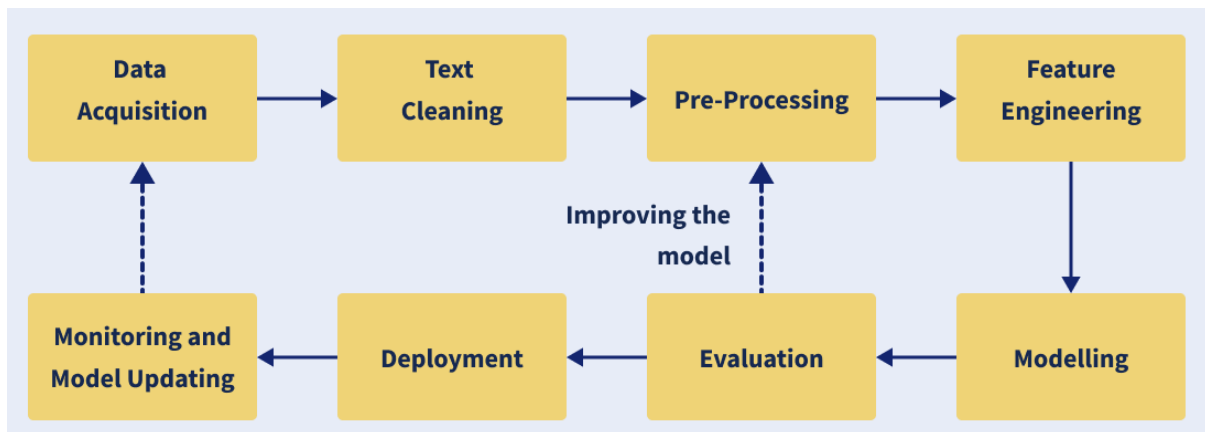 Data
Acquisition
Text
Cleaning
Pre-Processing
Feature
Engineering
Improving the
model
Monitoring and
Model Updating
Deployment
Evaluation
Modelling